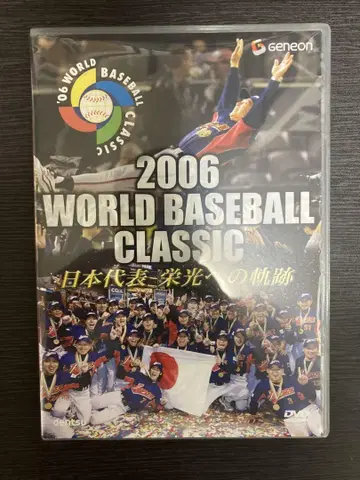 GENEON
'06 WORLD BASEBALL CLASSIC
2006
WORLD BASEBALL
CLASSIC
日本代表 栄光への軌跡
dentsu
DVD